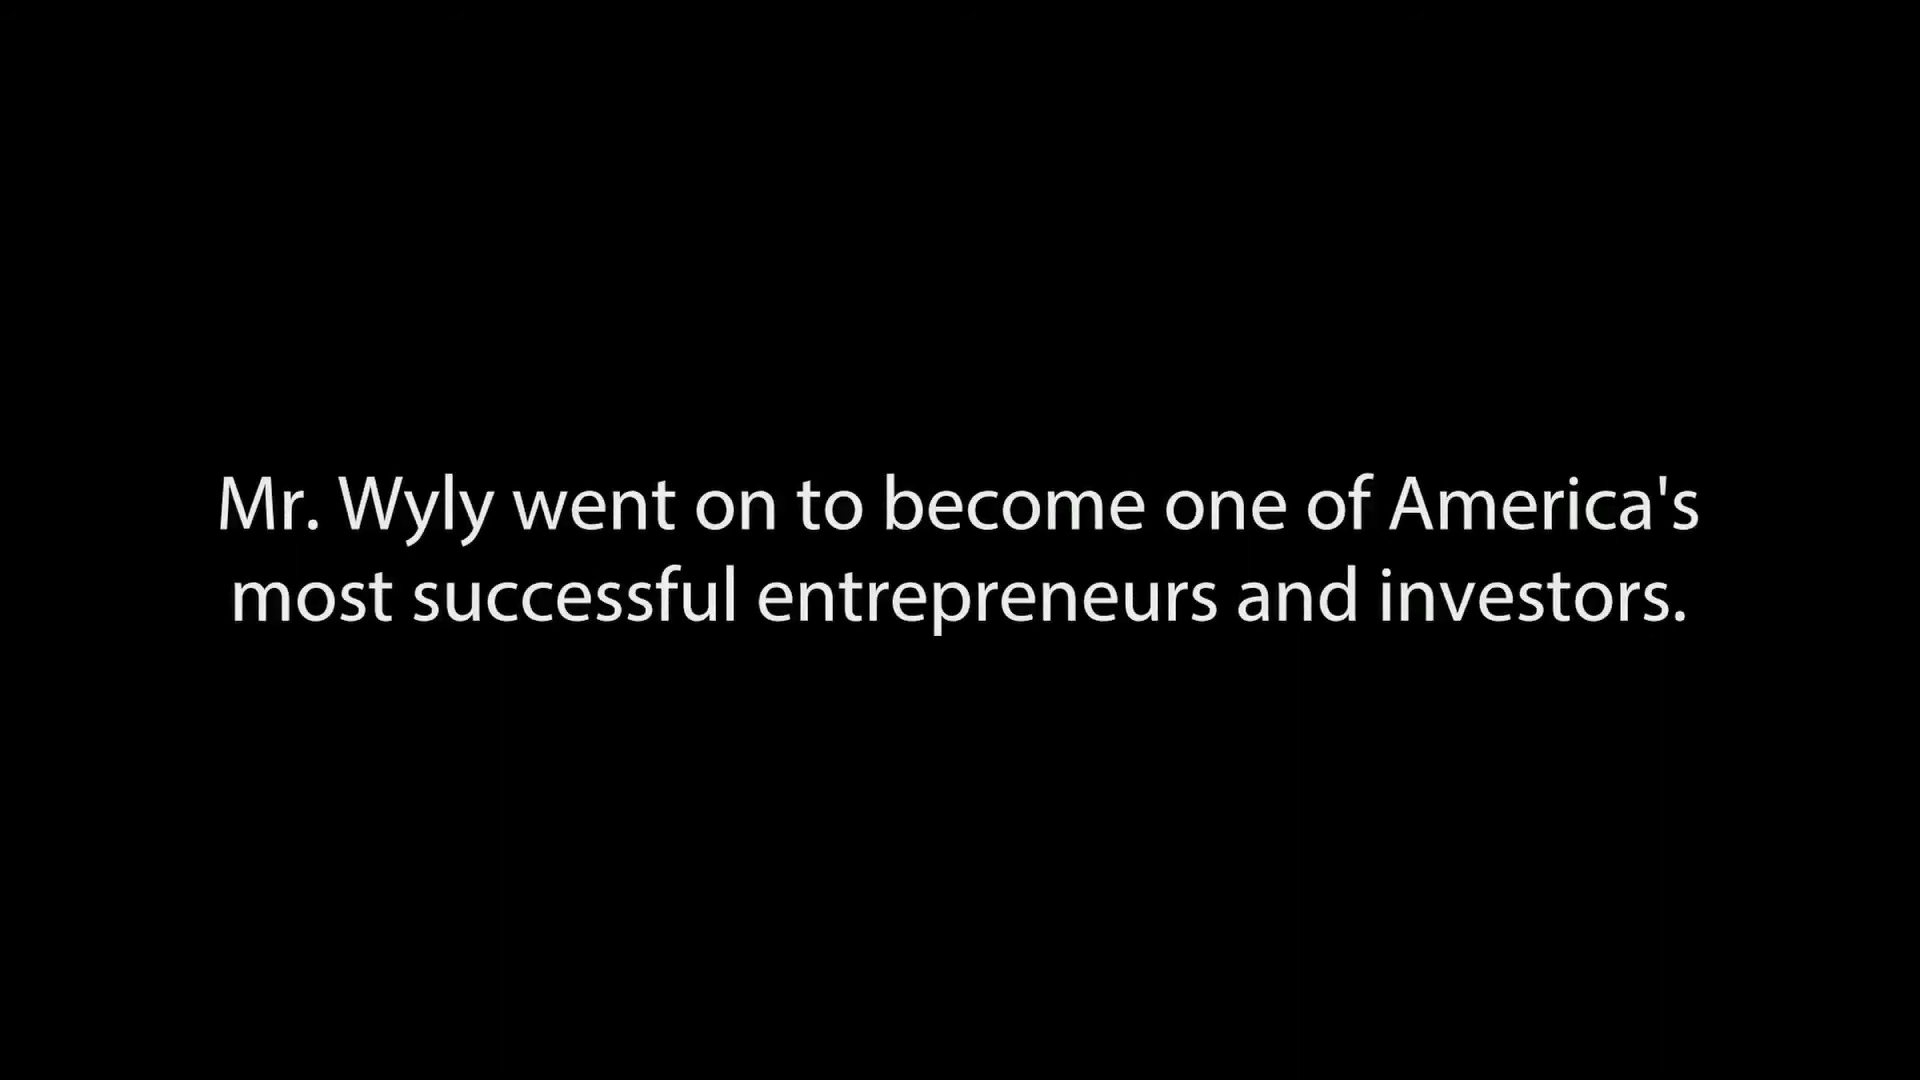 Mr. Wyly went on to become one of America's
most successful entrepreneurs and investors.